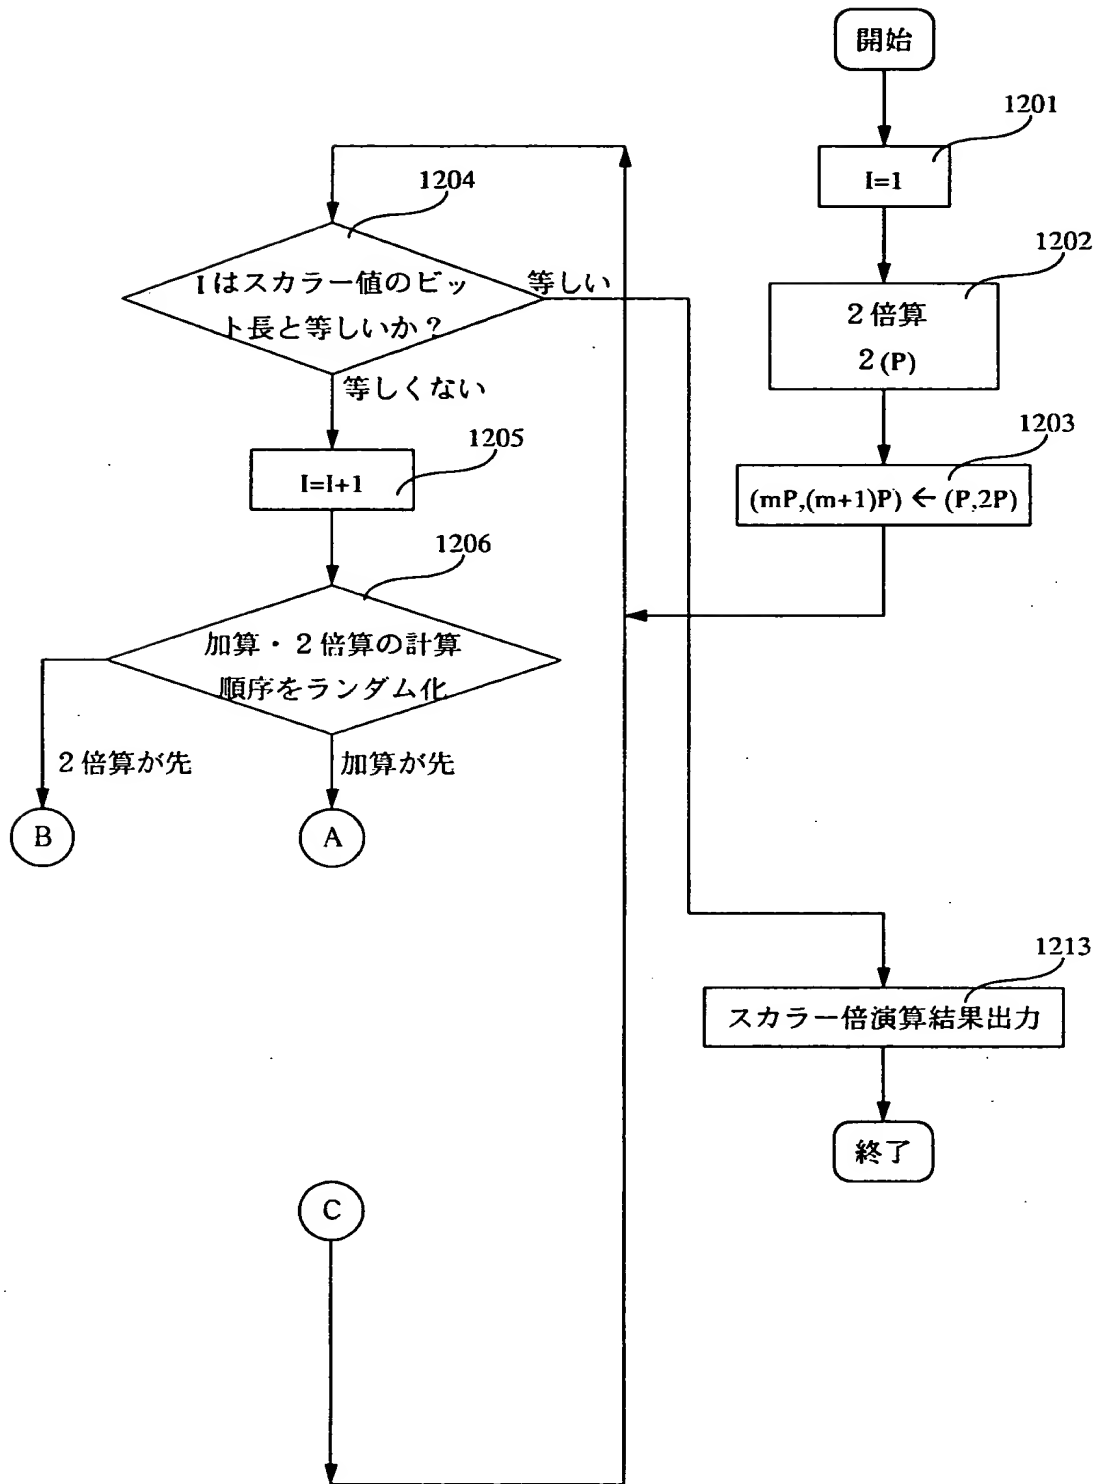 開始
1201
I=1
1202
2倍算
2(P)
1203
(mP,(m+1)P) ← (P,2P)
1204
Iはスカラー値のビッ
ト長と等しいか？
等しい
等しくない
1205
I=I+1
1206
加算・2倍算の計算
順序をランダム化
2倍算が先
加算が先
B
A
1213
スカラー倍演算結果出力
終了
C